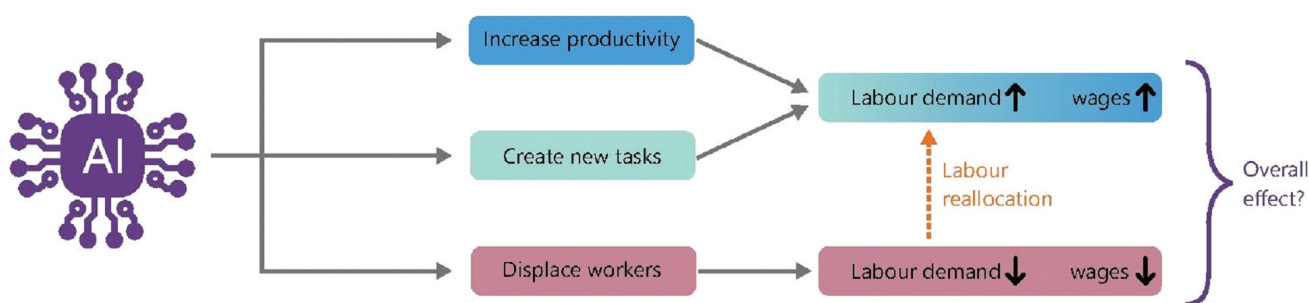 AI
Increase productivity
Create new tasks
Displace workers
Labour demand ↑ wages ↑
Labour
reallocation
Labour demand ↓ wages ↓
Overall
effect?